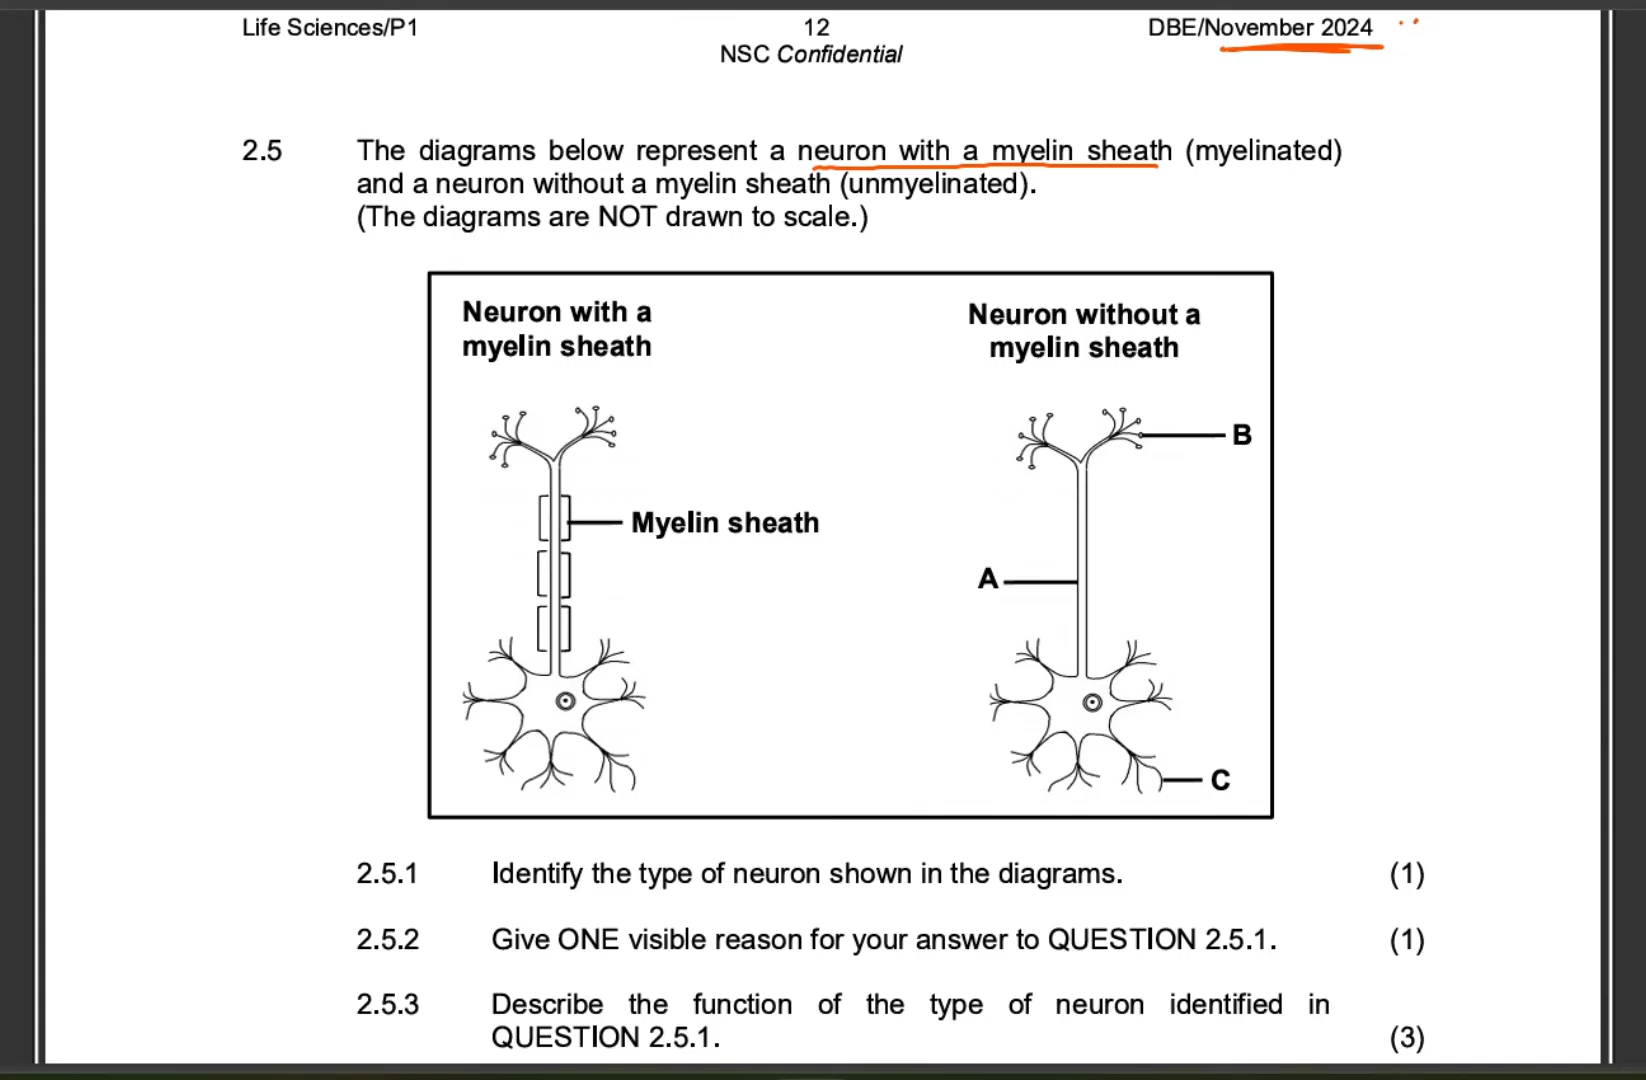 Life Sciences/P1 12 DBE/November 2024
NSC Confidential
2.5 The diagrams below represent a neuron with a myelin sheath (myelinated)
and a neuron without a myelin sheath (unmyelinated).
(The diagrams are NOT drawn to scale.)
Neuron with a
myelin sheath
Neuron without a
myelin sheath
B
Myelin sheath
A
C
2.5.1 Identify the type of neuron shown in the diagrams. (1)
2.5.2 Give ONE visible reason for your answer to QUESTION 2.5.1. (1)
2.5.3 Describe the function of the type of neuron identified in
QUESTION 2.5.1. (3)